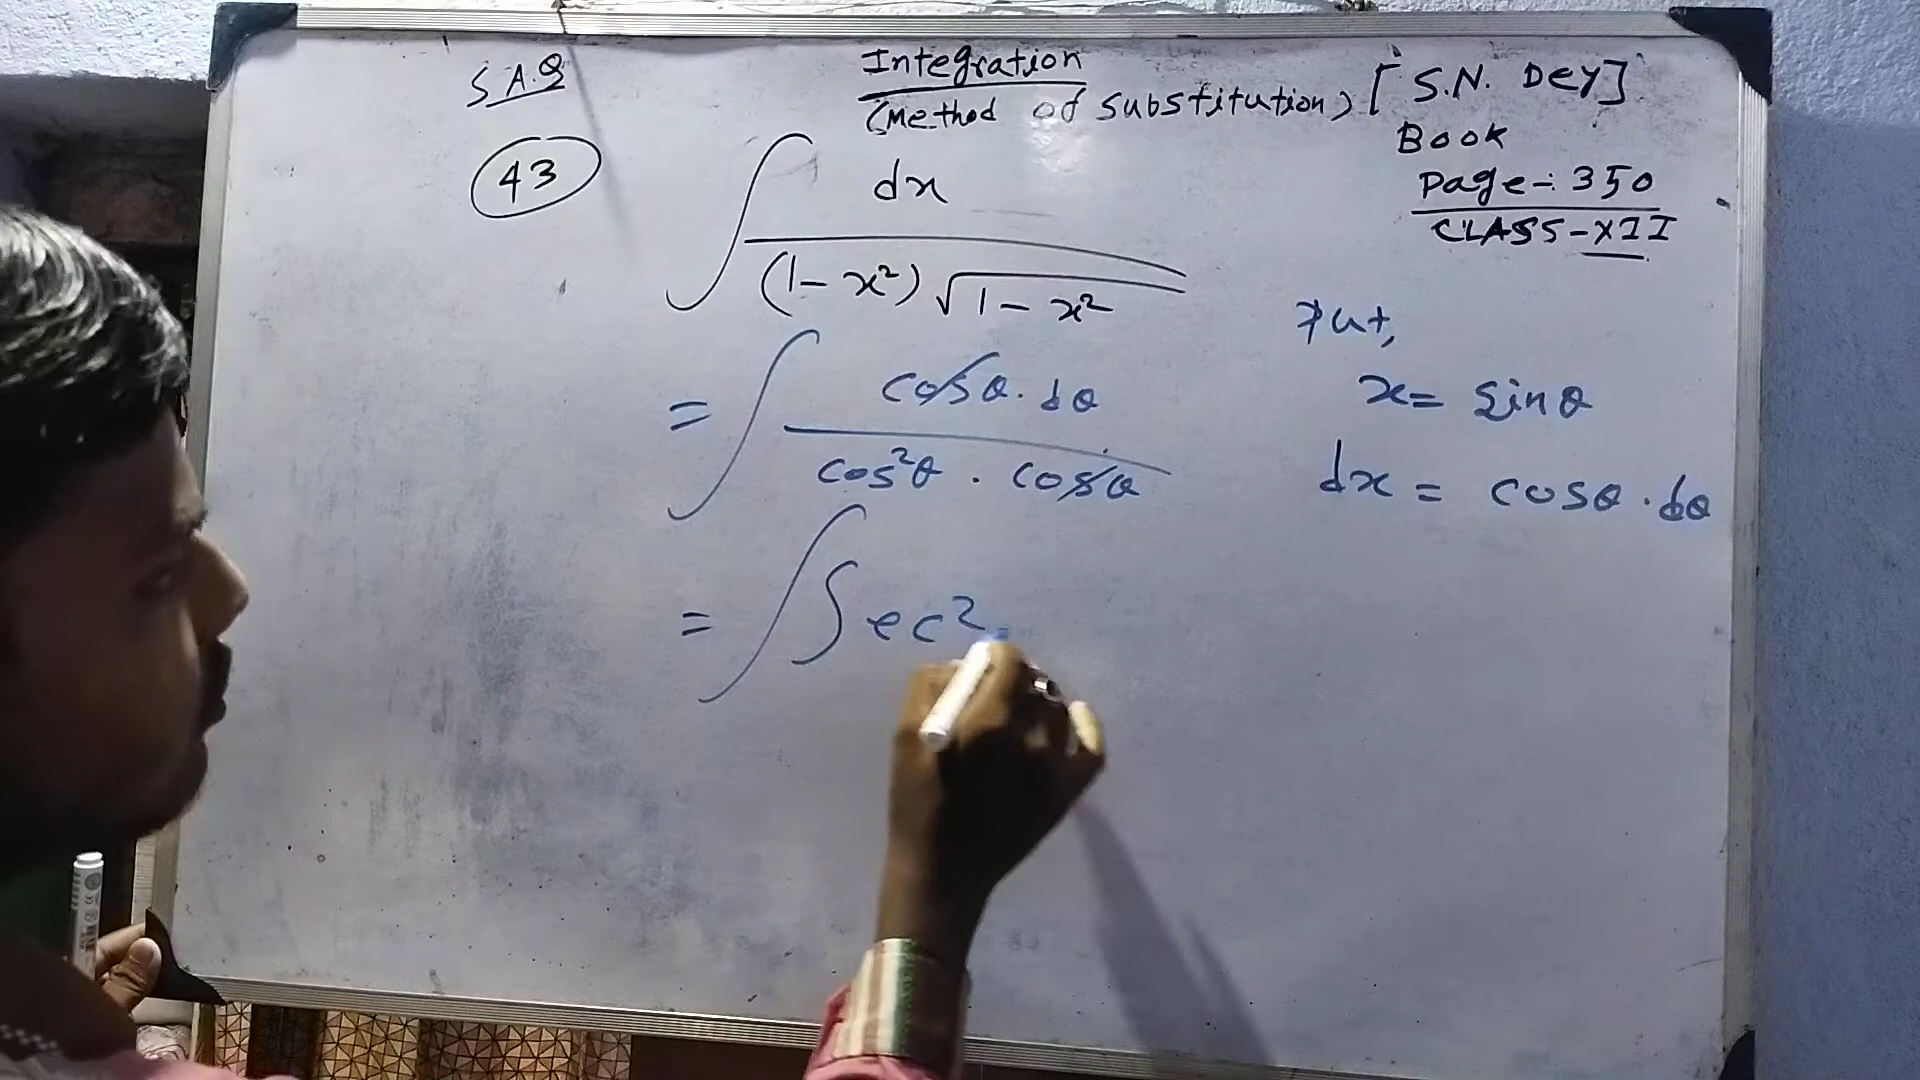 S.A.Q
Integration
(Method of Substitution) [S.N. DEY]
Book
Page-: 350
CLASS-XII
43
∫ dx / (1-x²)√1-x²
= ∫ cosθ.dθ / cos²θ . cosθ
= ∫ Sec²
Put,
x = Sinθ
dx = cosθ.dθ